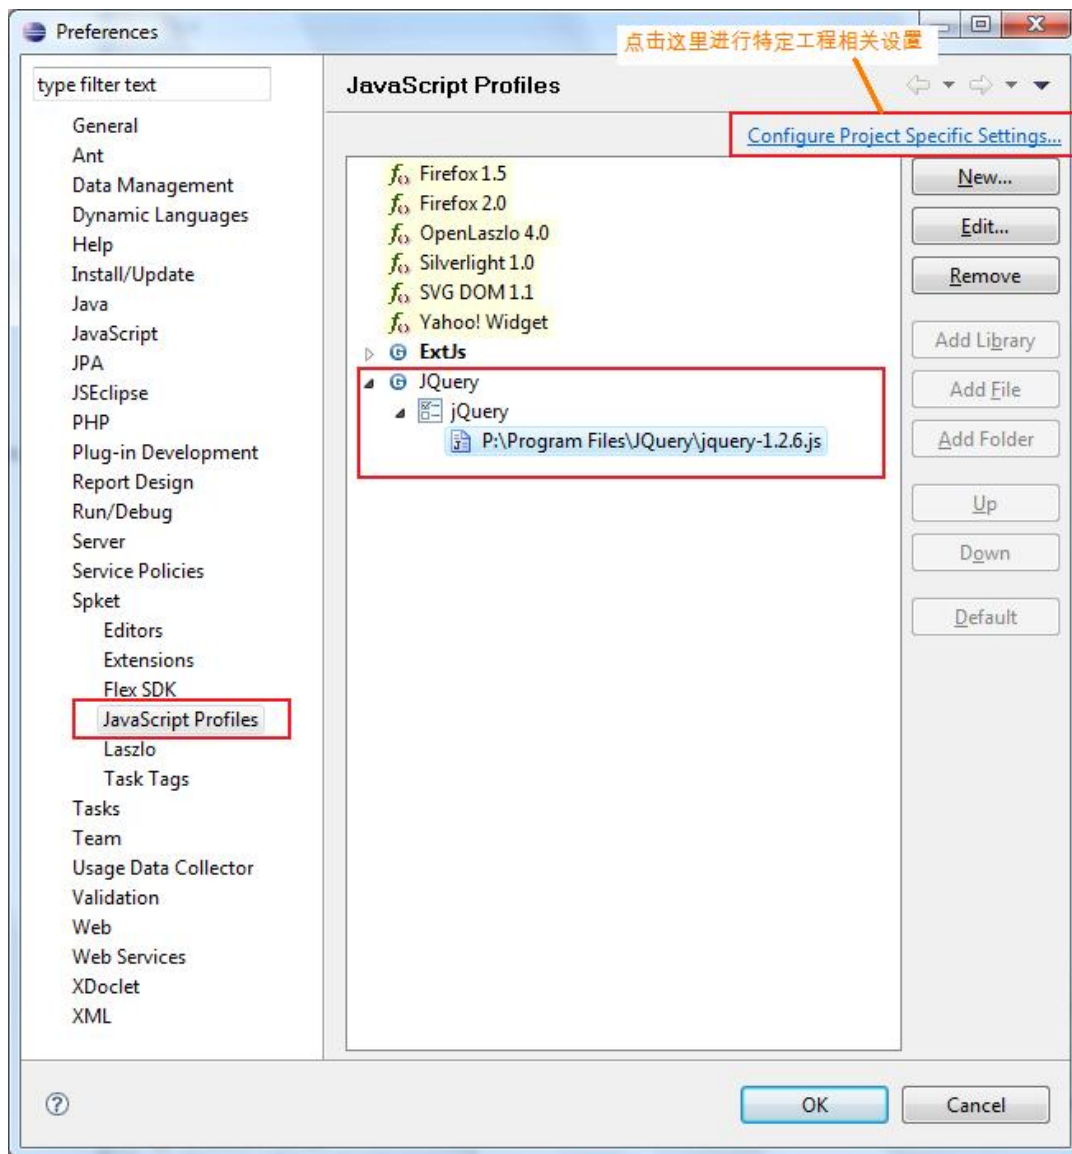 Preferences
点击这里进行特定工程相关设置
type filter text
JavaScript Profiles
Configure Project Specific Settings...
General
Ant
Data Management
Dynamic Languages
Help
Install/Update
Java
JavaScript
JPA
JSEclipse
PHP
Plug-in Development
Report Design
Run/Debug
Server
Service Policies
Spket
Editors
Extensions
Flex SDK
JavaScript Profiles
Laszlo
Task Tags
Tasks
Team
Usage Data Collector
Validation
Web
Web Services
XDoclet
XML
Firefox 1.5
Firefox 2.0
OpenLaszlo 4.0
Silverlight 1.0
SVG DOM 1.1
Yahoo! Widget
ExtJs
JQuery
jQuery
P:\Program Files\JQuery\jquery-1.2.6.js
New...
Edit...
Remove
Add Library
Add File
Add Folder
Up
Down
Default
OK
Cancel